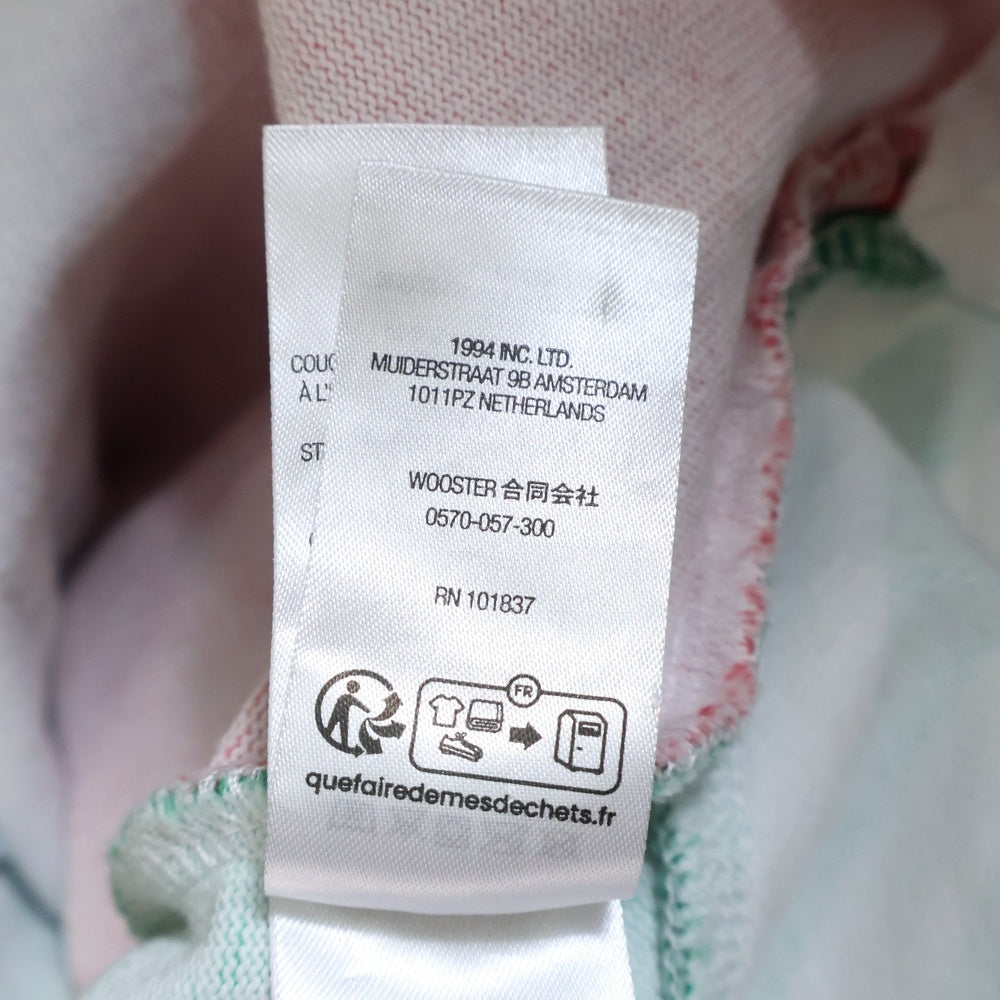 COUC
À L'
ST
1994 INC. LTD.
MUIDERSTRAAT 9B AMSTERDAM
1011PZ NETHERLANDS
WOOSTER 合同会社
0570-057-300
RN 101837
FR
quefairedemesdechets.fr